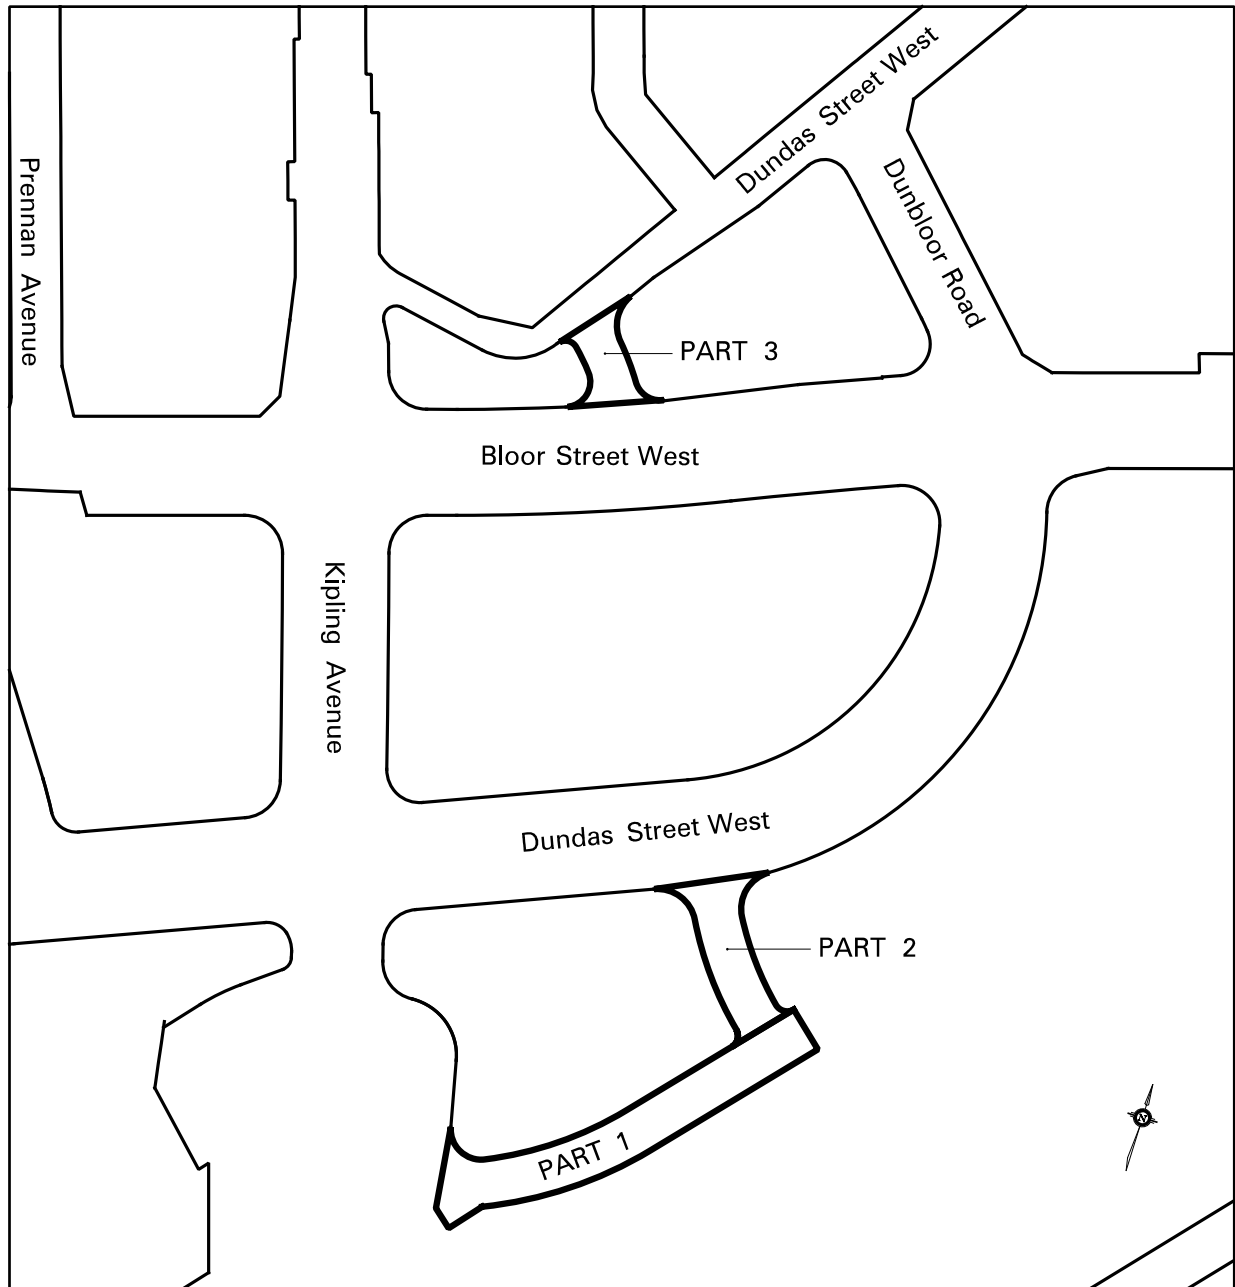 Dundas Street West
Prennan Avenue
Dunbloor Road
PART 3
Bloor Street West
Kipling Avenue
Dundas Street West
PART 2
PART 1
N